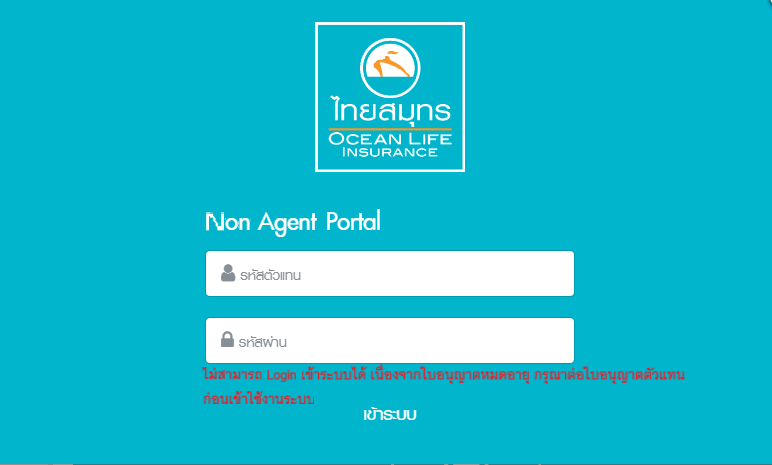 ไทยสมุทร
OCEAN LIFE
INSURANCE
Non Agent Portal
รหัสตัวแทน
รหัสผ่าน
ไม่สามารถ Login เข้าระบบได้ เนื่องจากใบอนุญาตหมดอายุ กรุณาต่อใบอนุญาตตัวแทน
ก่อนเข้าใช้งานระบบ
เข้าระบบ